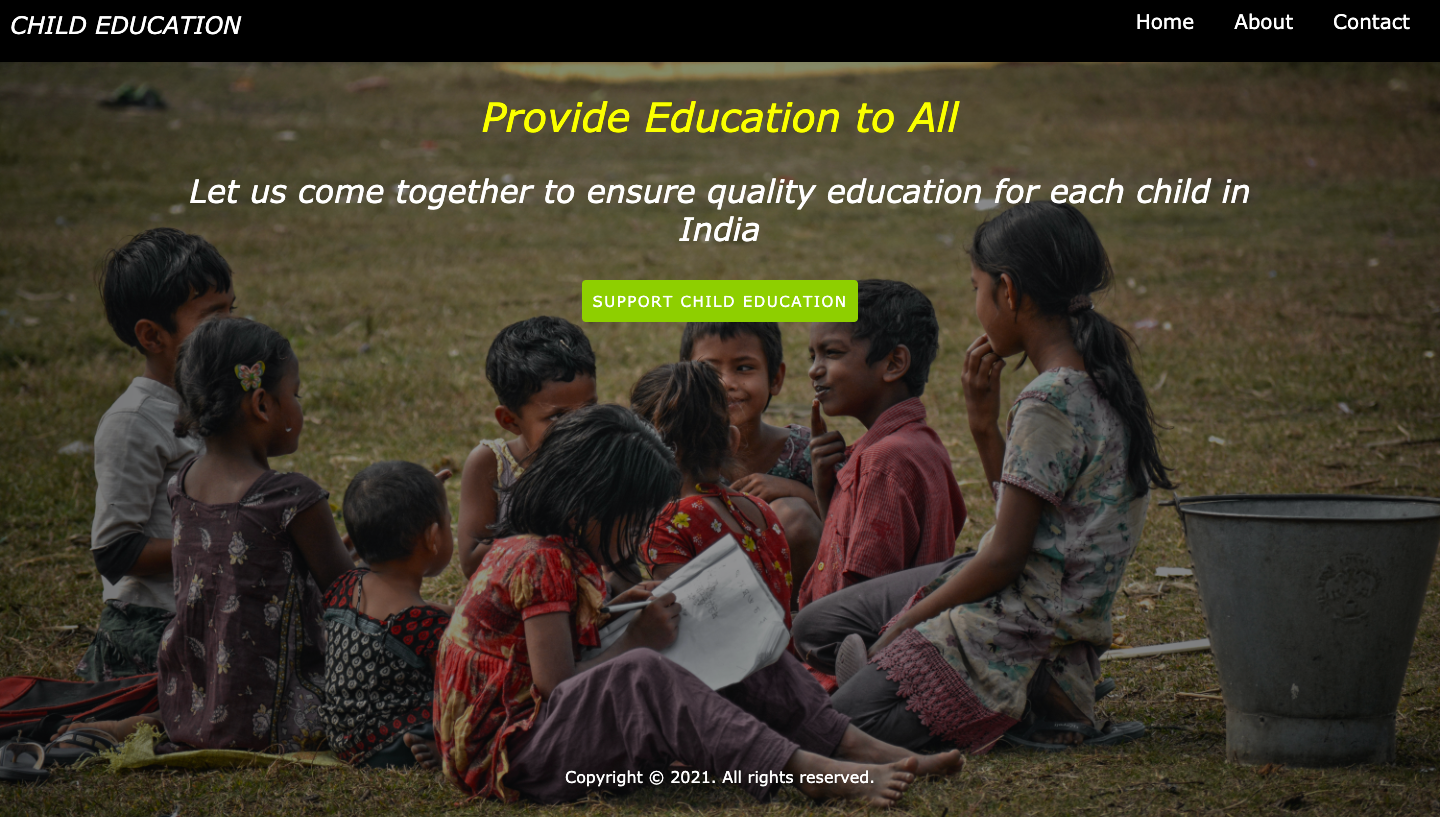 CHILD EDUCATION
Home About Contact
Provide Education to All
Let us come together to ensure quality education for each child in
India
SUPPORT CHILD EDUCATION
Copyright © 2021. All rights reserved.